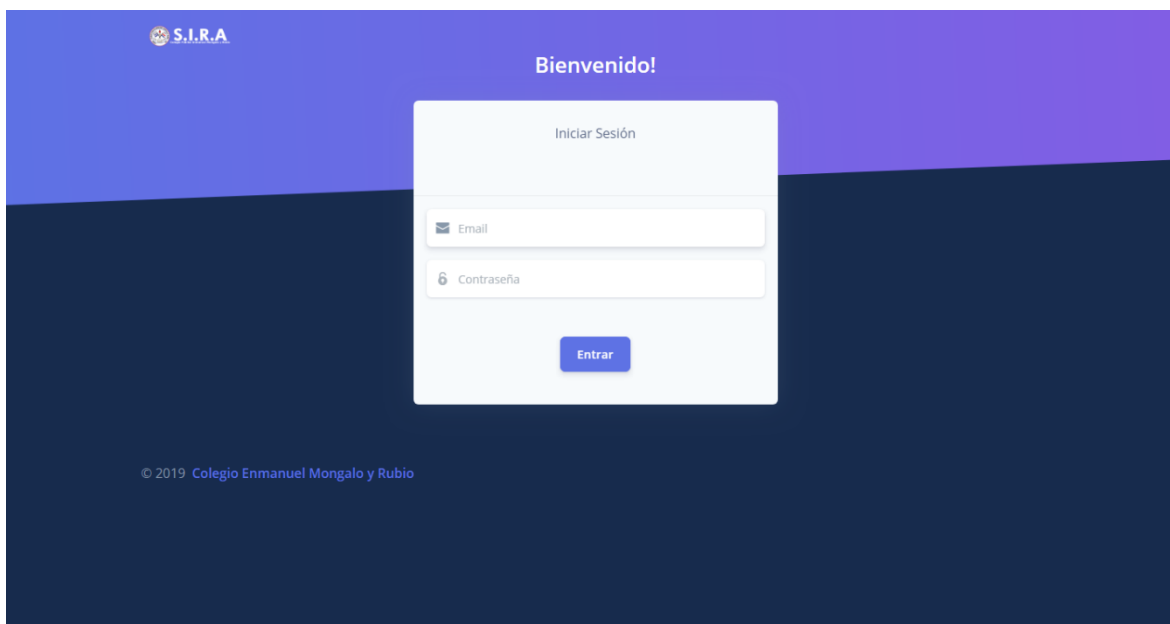 S.I.R.A
Bienvenido!
Iniciar Sesión
Email
Contraseña
Entrar
© 2019 Colegio Enmanuel Mongalo y Rubio